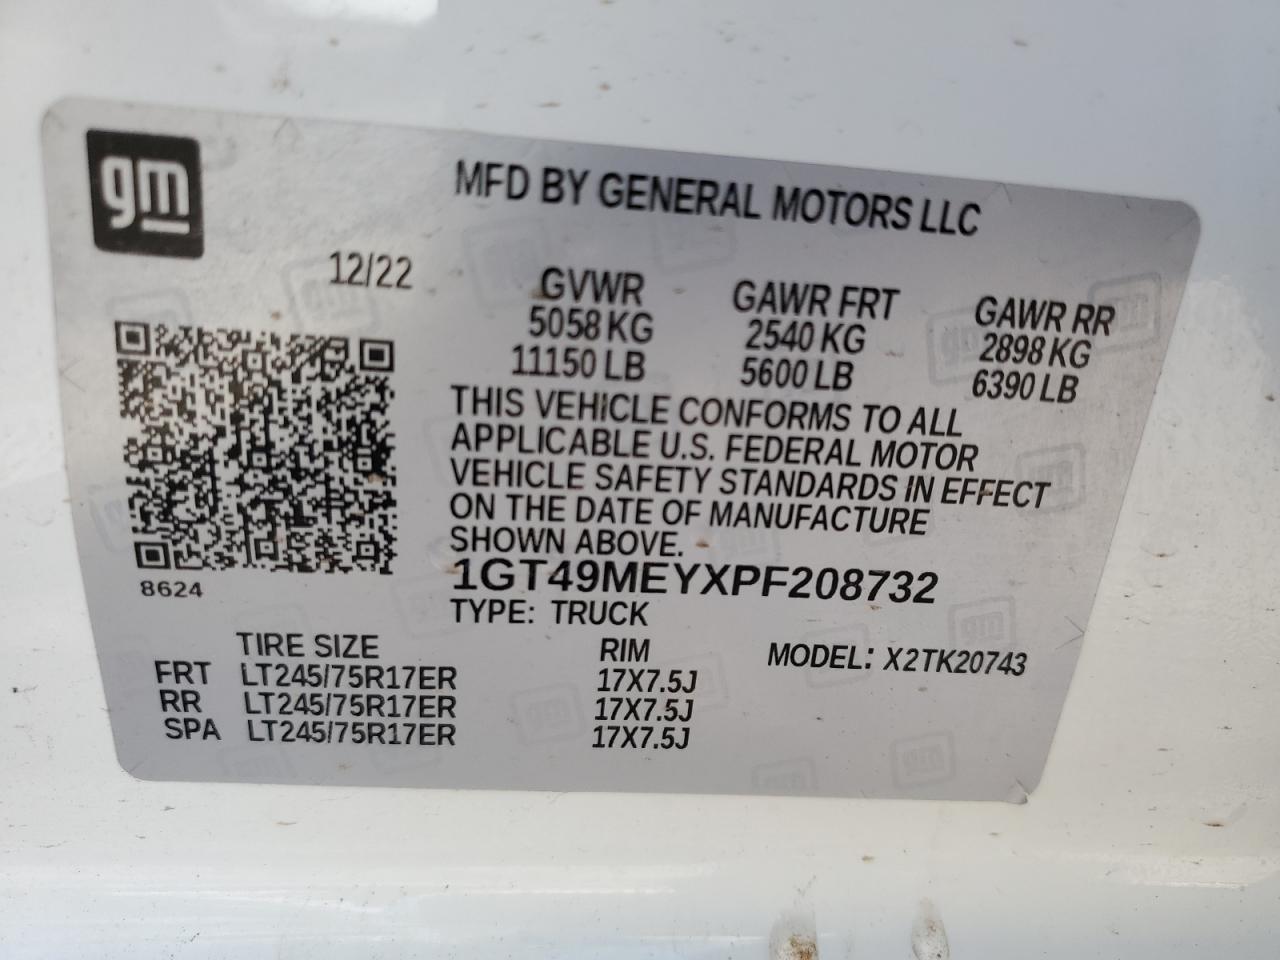 gm
MFD BY GENERAL MOTORS LLC
12/22
GVWR GAWR FRT GAWR RR
5058 KG 2540 KG 2898 KG
11150 LB 5600 LB 6390 LB
THIS VEHICLE CONFORMS TO ALL
APPLICABLE U.S. FEDERAL MOTOR
VEHICLE SAFETY STANDARDS IN EFFECT
ON THE DATE OF MANUFACTURE
SHOWN ABOVE.
8624
1GT49MEYXPF208732
TYPE: TRUCK
TIRE SIZE RIM MODEL: X2TK20743
FRT LT245/75R17ER 17X7.5J
RR LT245/75R17ER 17X7.5J
SPA LT245/75R17ER 17X7.5J